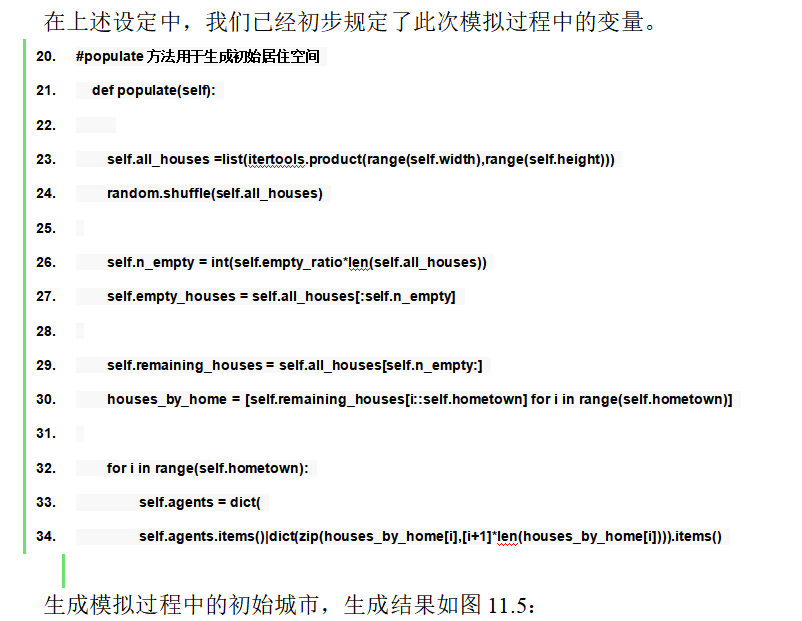 在上述设定中，我们已经初步规定了此次模拟过程中的变量。
20. #populate 方法用于生成初始居住空间
21. def populate(self):
22.
23. self.all_houses =list(itertools.product(range(self.width),range(self.height)))
24. random.shuffle(self.all_houses)
25.
26. self.n_empty = int(self.empty_ratio*len(self.all_houses))
27. self.empty_houses = self.all_houses[:self.n_empty]
28.
29. self.remaining_houses = self.all_houses[self.n_empty:]
30. houses_by_home = [self.remaining_houses[i::self.hometown] for i in range(self.hometown)]
31.
32. for i in range(self.hometown):
33. self.agents = dict(
34. self.agents.items()|dict(zip(houses_by_home[i],[i+1]*len(houses_by_home[i]))).items()
生成模拟过程中的初始城市，生成结果如图 11.5：